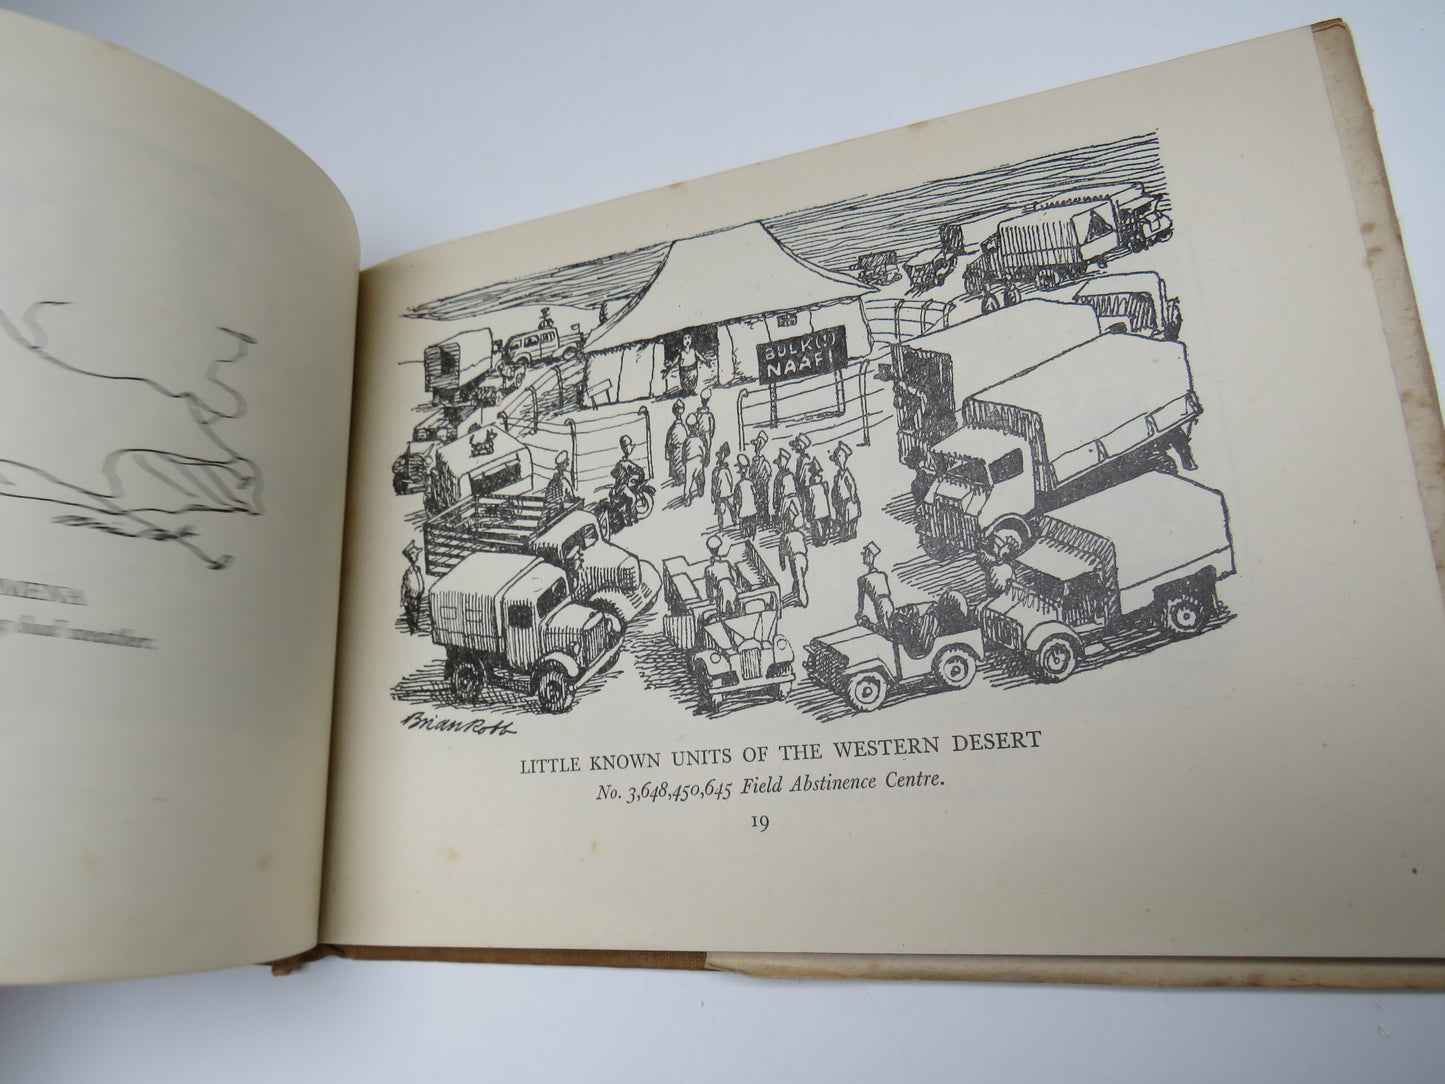 BULK(Y)
NAAFI
Brian Robb
LITTLE KNOWN UNITS OF THE WESTERN DESERT
No. 3,648,450,645 Field Abstinence Centre.
19